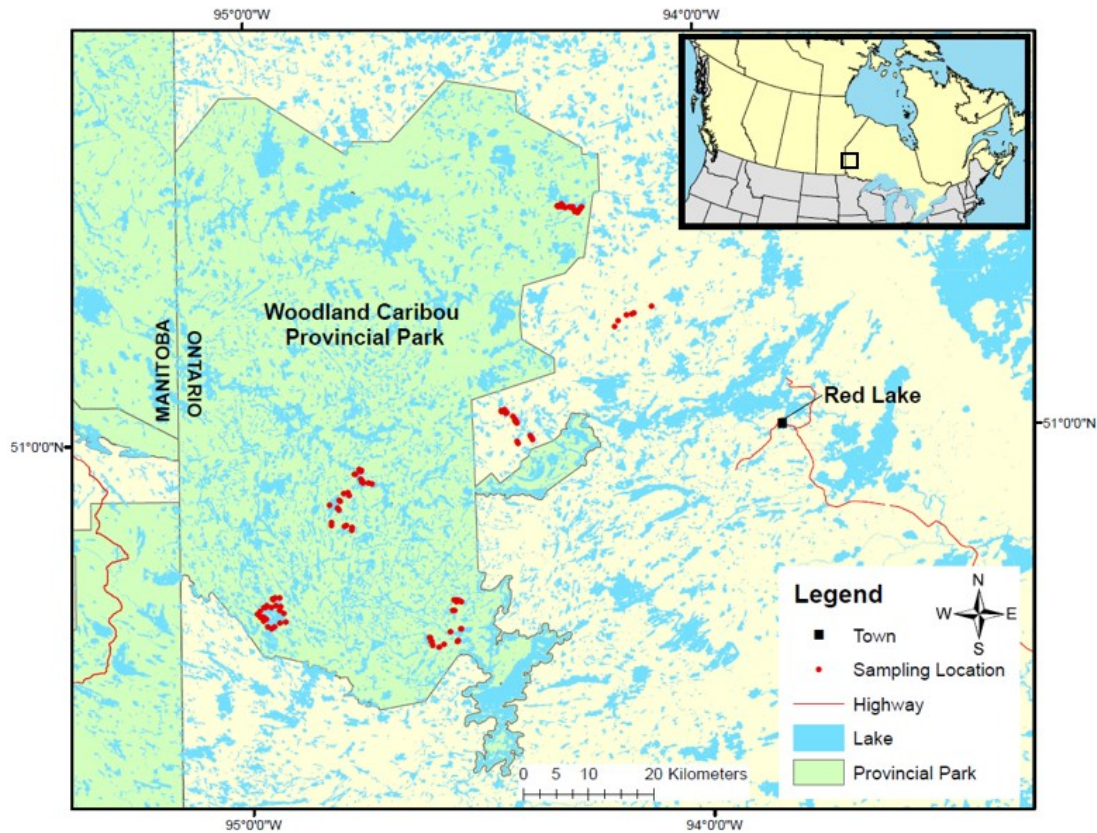 95°0'0"W
94°0'0"W
Woodland Caribou
Provincial Park
MANITOBA
ONTARIO
Red Lake
51°0'0"N
51°0'0"N
Legend
N
W
E
S
Town
Sampling Location
Highway
Lake
Provincial Park
0 5 10 20 Kilometers
95°0'0"W
94°0'0"W